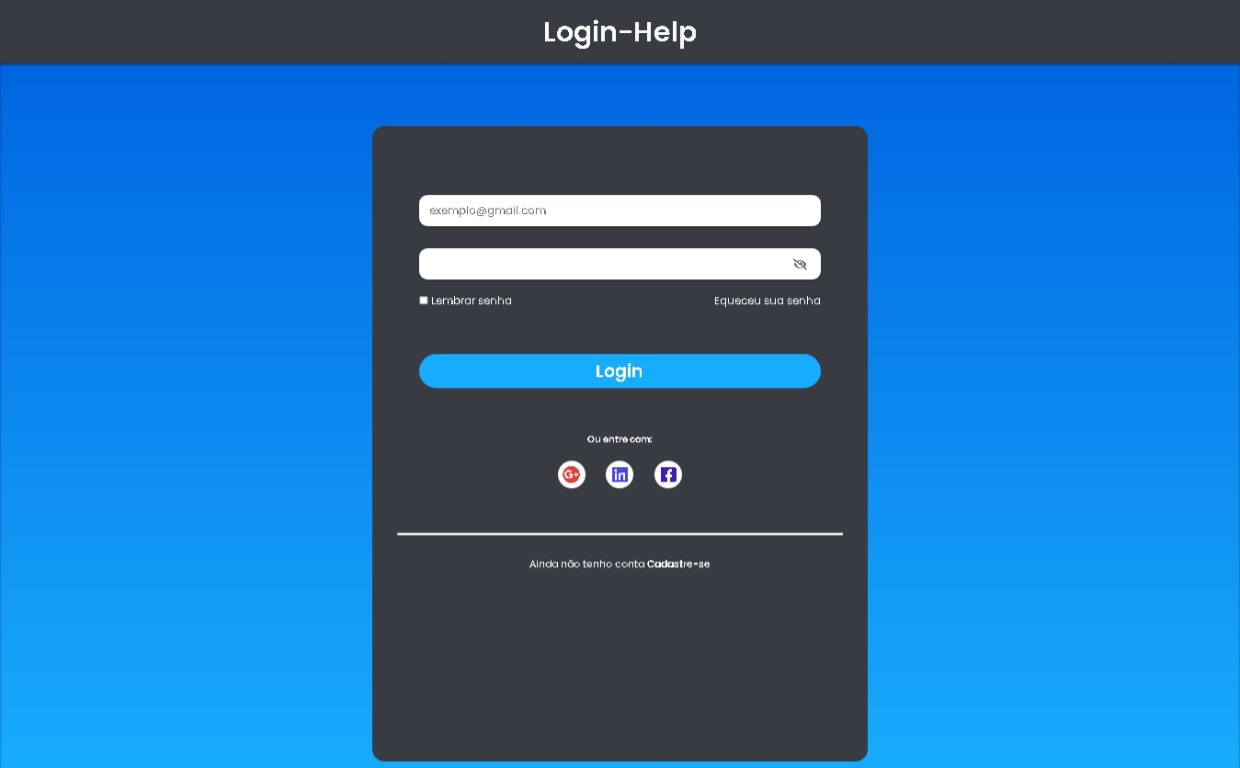 Login-Help
exemplo@gmail.com
Lembrar senha
Equeceu sua senha
Login
Ou entre com:
G+ in f
Ainda não tenho conta Cadastre-se